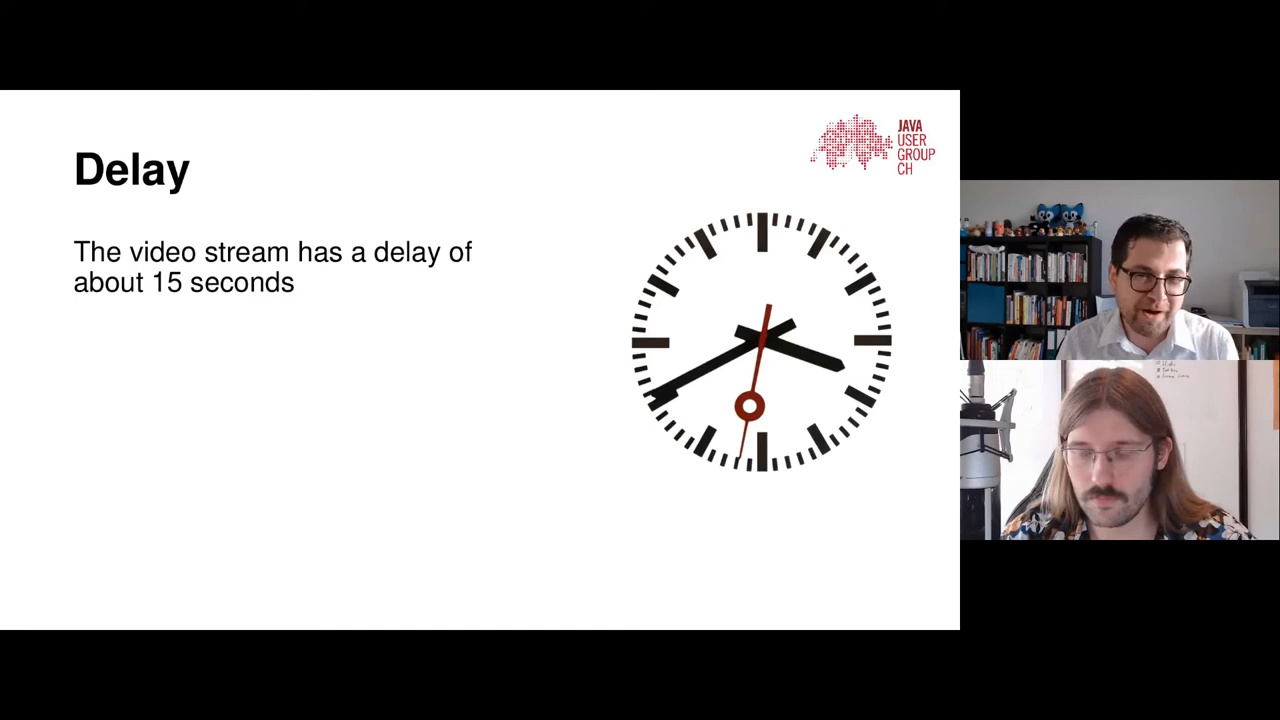 Delay
JAVA
USER
GROUP
CH
The video stream has a delay of
about 15 seconds